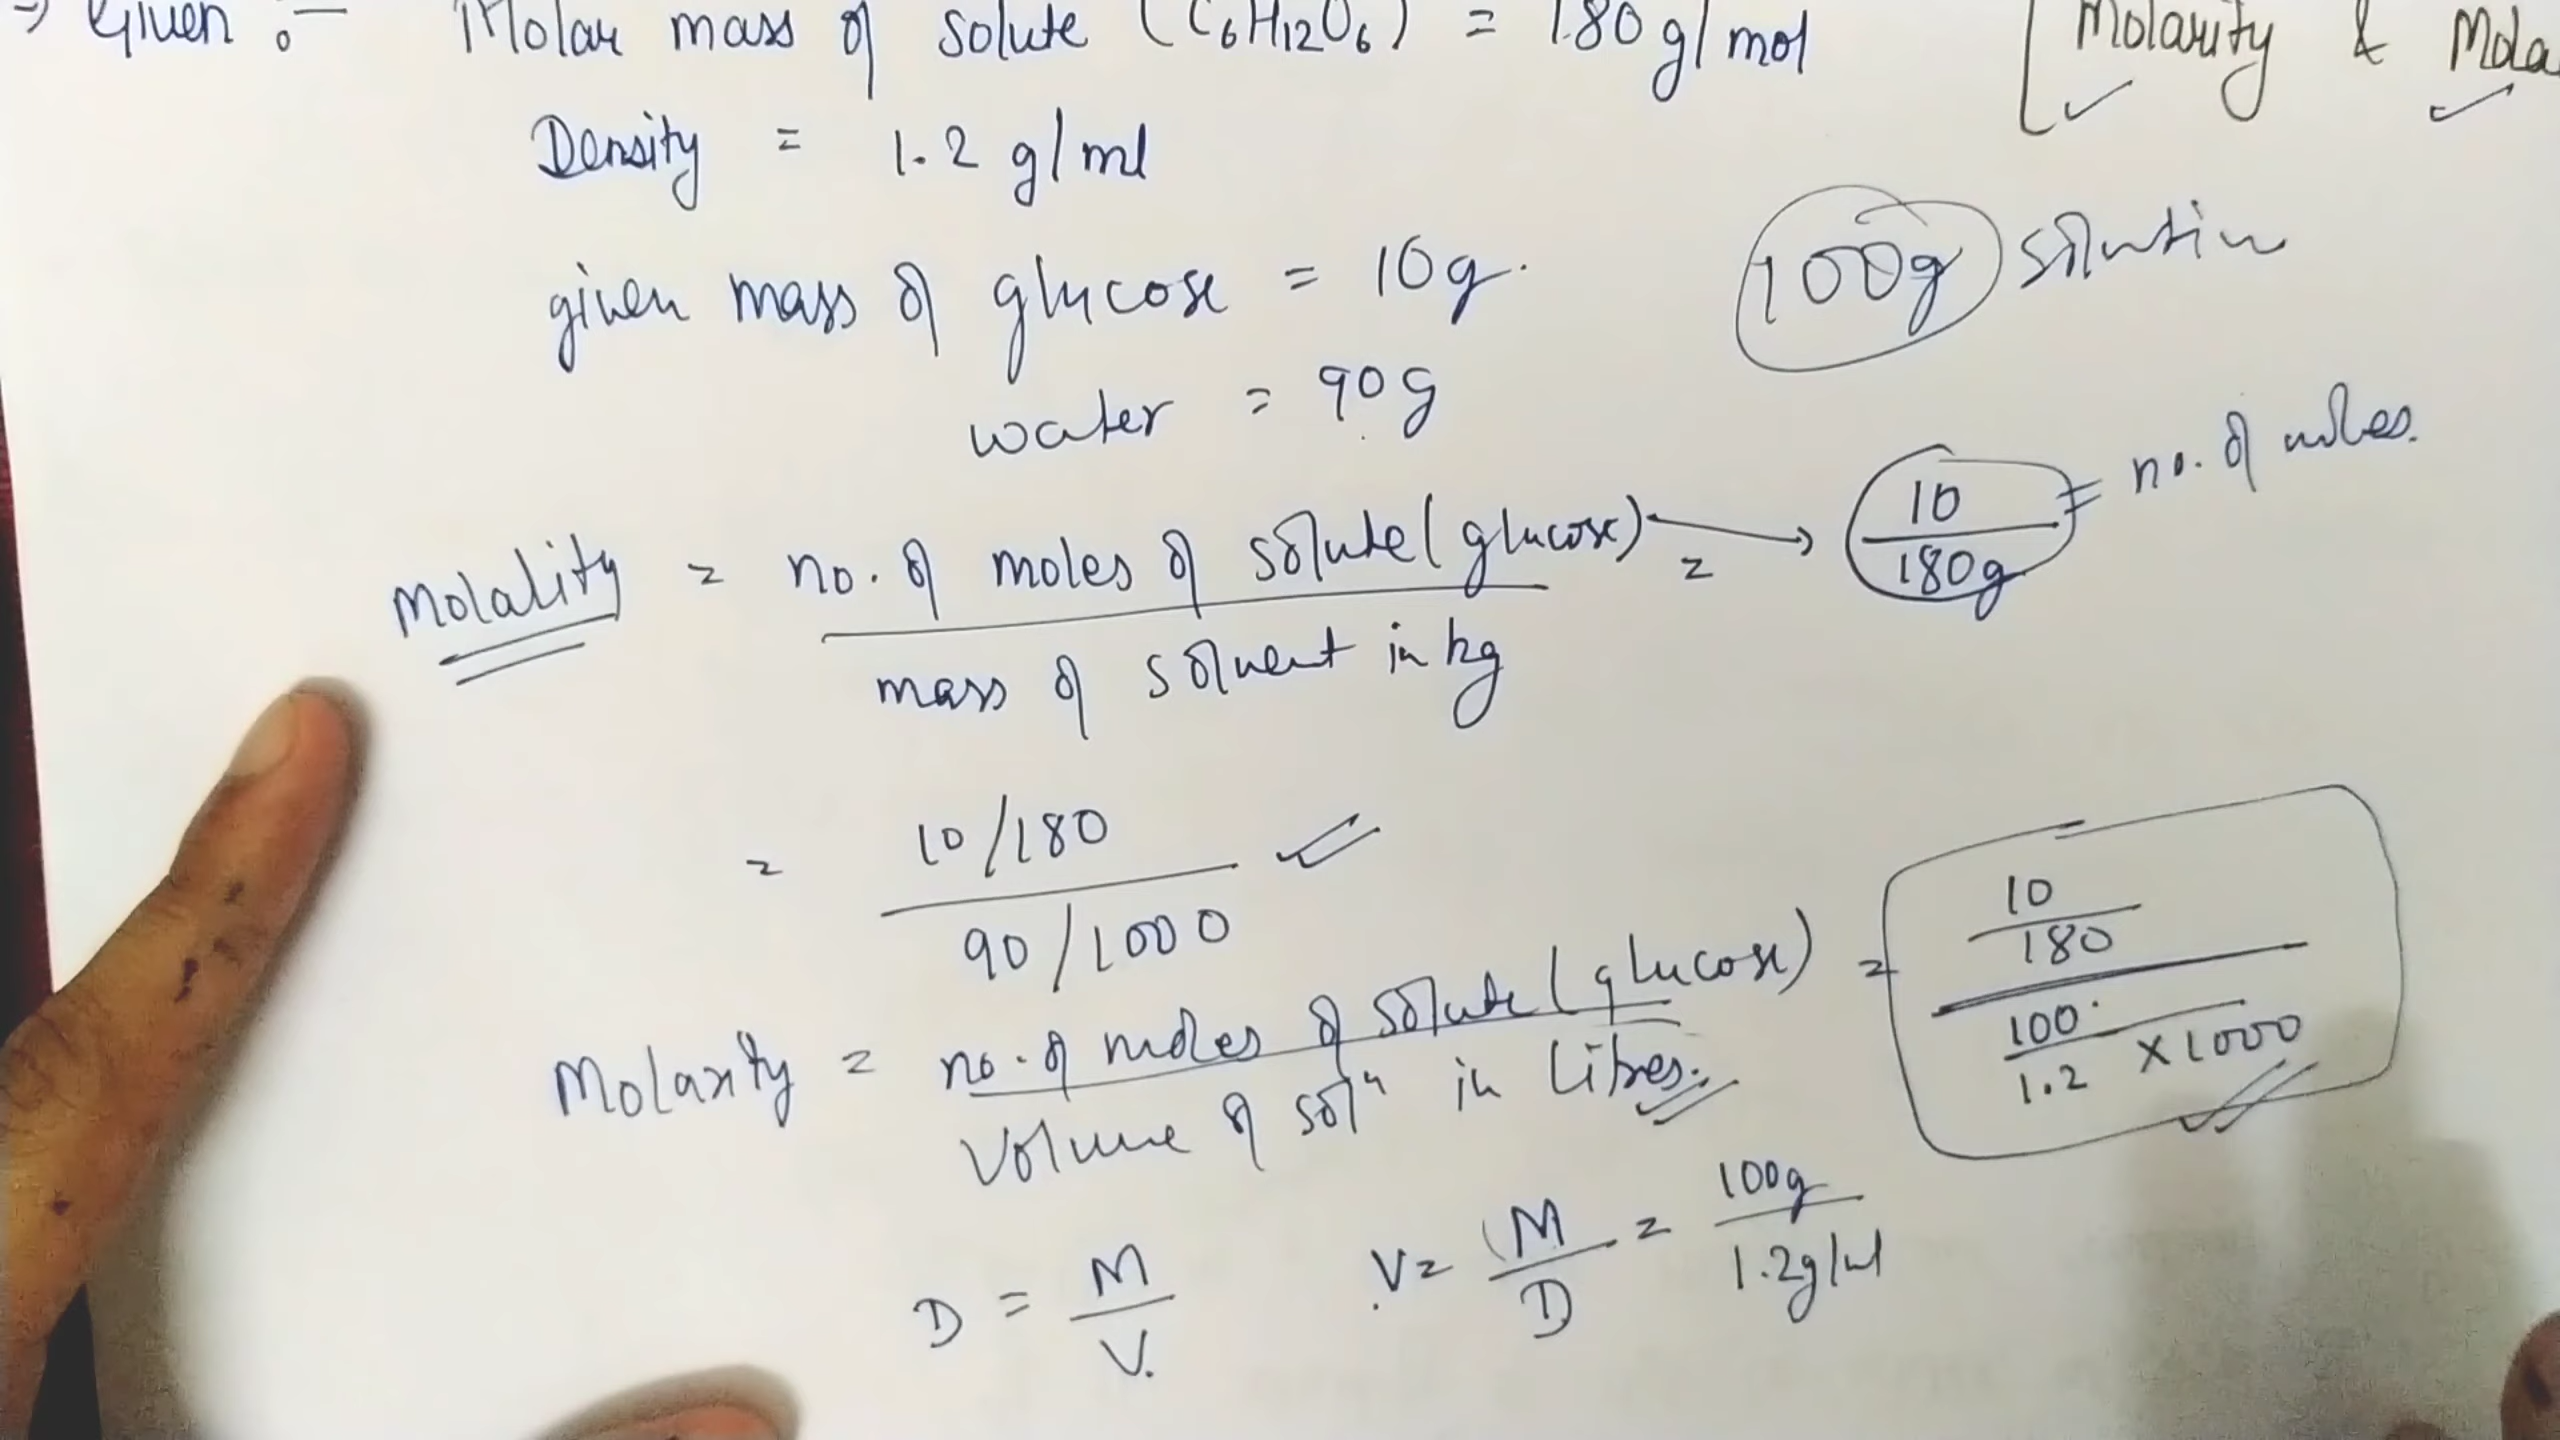 → Given :- Molar mass of solute (C6H12O6) = 180 g/mol [Molarity & Mola
Density = 1.2 g/ml
given mass of glucose = 10g. 100g solution
water = 90g
Molality = no. of moles of solute (glucose) = → 10/180g = no. of moles.
mass of solvent in kg
= 10/180
90/1000
Molarity = no. of moles of solute (glucose) = 10/180
Volume of solⁿ in Litres. 100/1.2 × 1000
D = M/V. V = M/D = 100g/1.2g/ml